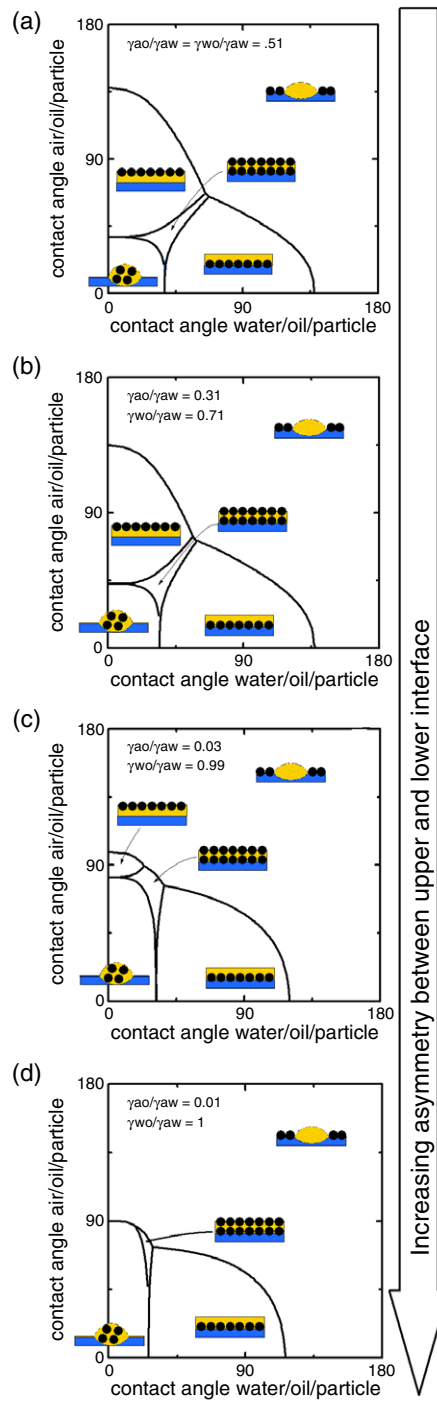 (a)
180
γao/γaw = γwo/γaw = .51
contact angle air/oil/particle
90
0
0
90
180
contact angle water/oil/particle
(b)
180
γao/γaw = 0.31
γwo/γaw = 0.71
contact angle air/oil/particle
90
0
0
90
180
contact angle water/oil/particle
(c)
180
γao/γaw = 0.03
γwo/γaw = 0.99
contact angle air/oil/particle
90
0
0
90
180
contact angle water/oil/particle
(d)
180
γao/γaw = 0.01
γwo/γaw = 1
contact angle air/oil/particle
90
0
0
90
180
contact angle water/oil/particle
Increasing asymmetry between upper and lower interface